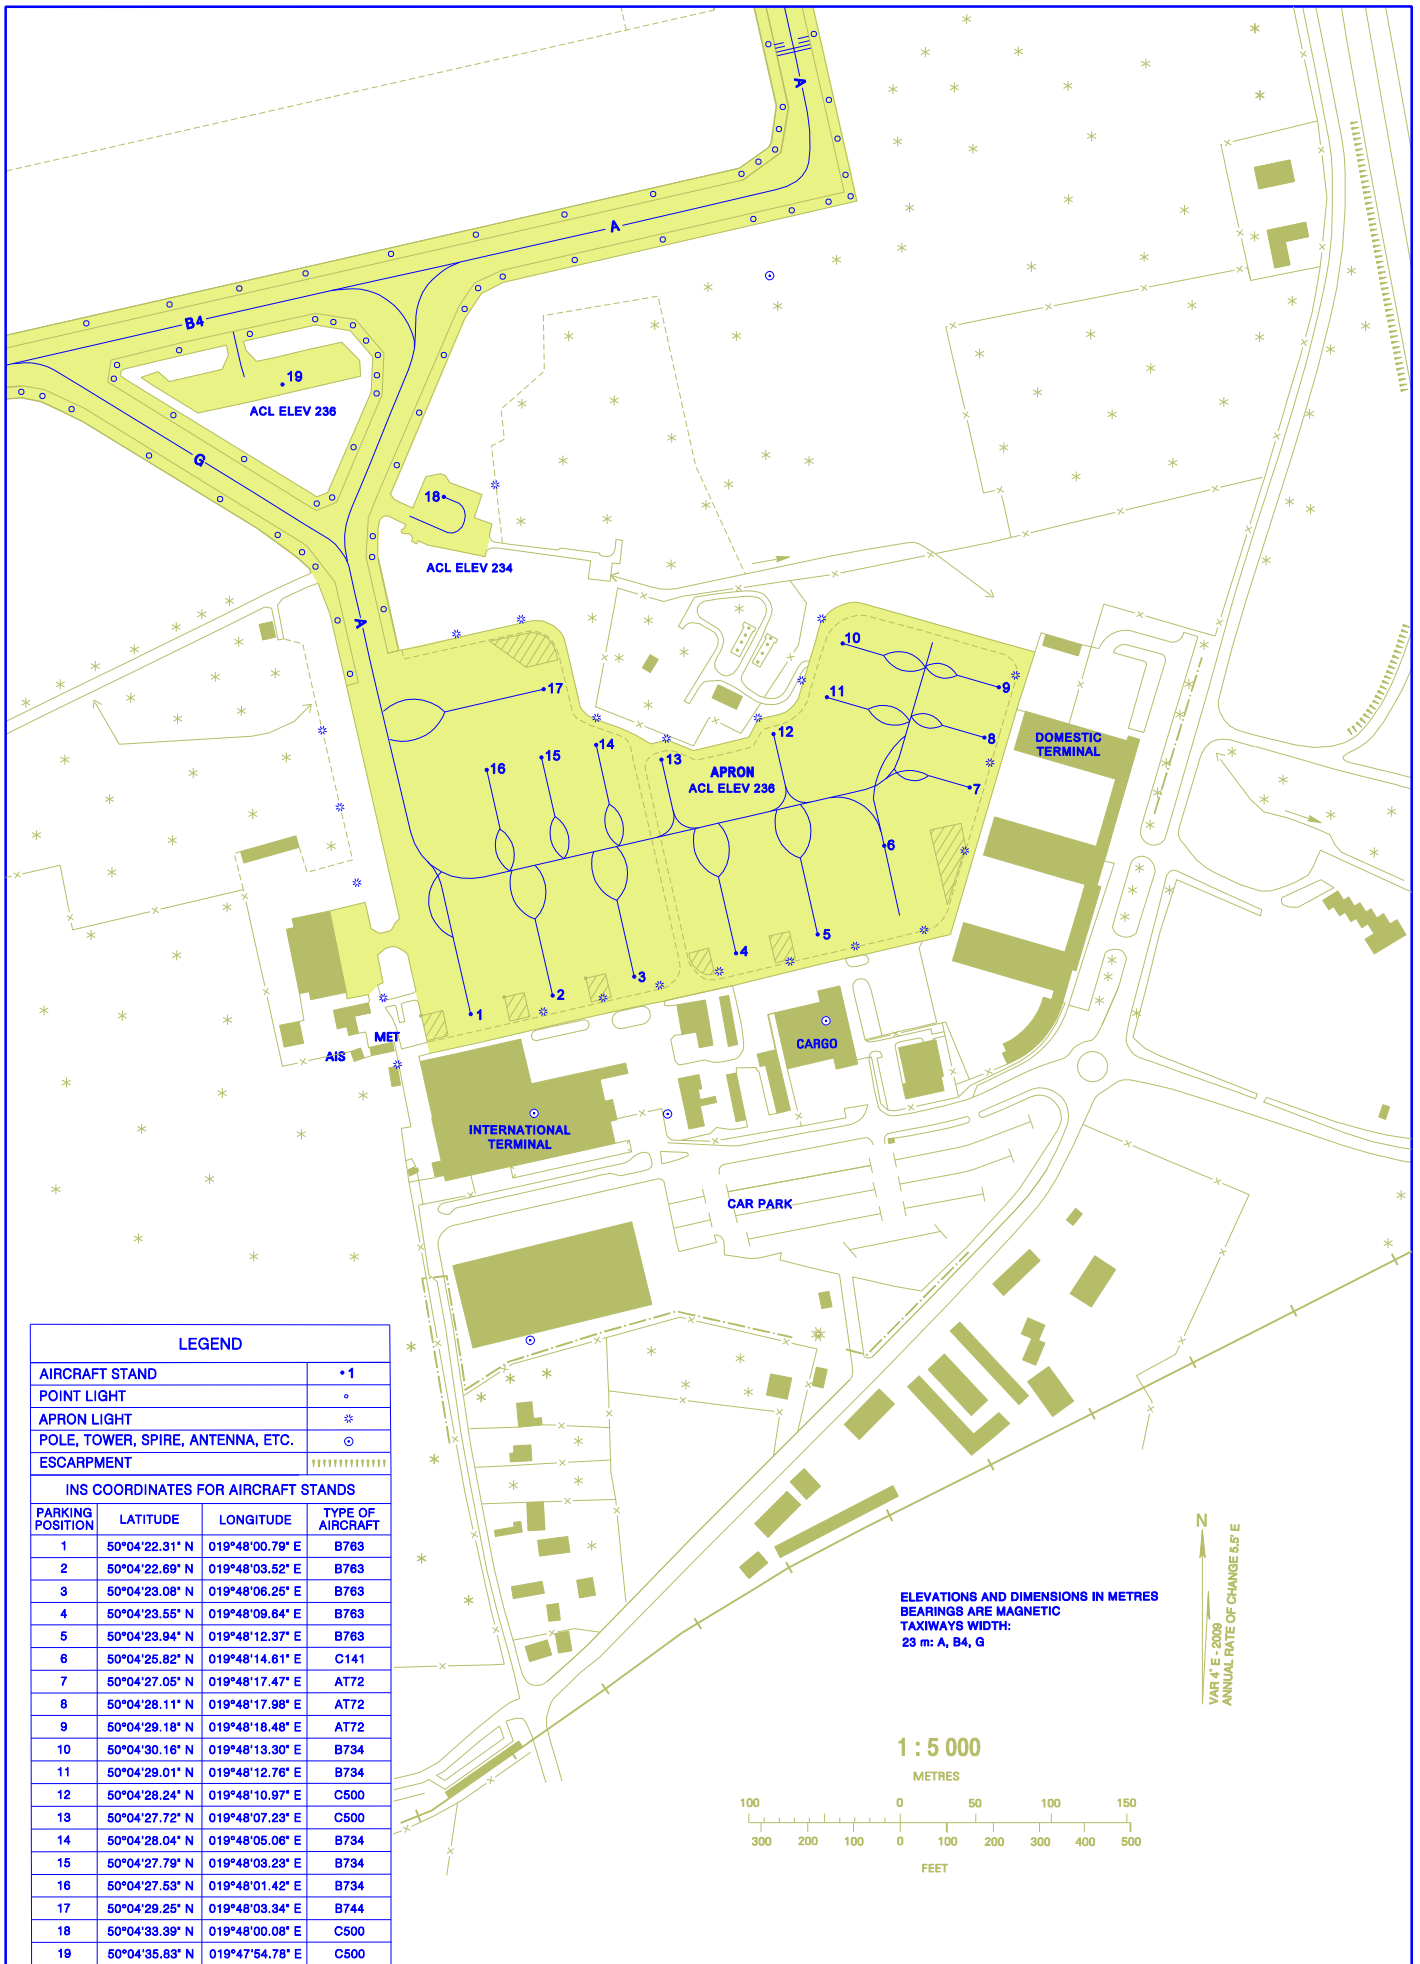 A
A
B4
19
ACL ELEV 236
G
18
ACL ELEV 234
A
10
17
9
11
12
8
14
DOMESTIC
TERMINAL
15
13
16
APRON
ACL ELEV 236
7
6
5
4
3
2
1
MET
AIS
CARGO
INTERNATIONAL
TERMINAL
CAR PARK
LEGEND
AIRCRAFT STAND 1
POINT LIGHT
APRON LIGHT
POLE, TOWER, SPIRE, ANTENNA, ETC.
ESCARPMENT
INS COORDINATES FOR AIRCRAFT STANDS
PARKING POSITION LATITUDE LONGITUDE TYPE OF AIRCRAFT
1 50°04'22.31" N 019°48'00.79" E B763
2 50°04'22.69" N 019°48'03.52" E B763
3 50°04'23.08" N 019°48'06.25" E B763
4 50°04'23.55" N 019°48'09.64" E B763
5 50°04'23.94" N 019°48'12.37" E B763
6 50°04'25.82" N 019°48'14.61" E C141
7 50°04'27.05" N 019°48'17.47" E AT72
8 50°04'28.11" N 019°48'17.98" E AT72
9 50°04'29.18" N 019°48'18.48" E AT72
10 50°04'30.16" N 019°48'13.30" E B734
11 50°04'29.01" N 019°48'12.76" E B734
12 50°04'28.24" N 019°48'10.97" E C500
13 50°04'27.72" N 019°48'07.23" E C500
14 50°04'28.04" N 019°48'05.06" E B734
15 50°04'27.79" N 019°48'03.23" E B734
16 50°04'27.53" N 019°48'01.42" E B734
17 50°04'29.25" N 019°48'03.34" E B744
18 50°04'33.39" N 019°48'00.08" E C500
19 50°04'35.83" N 019°47'54.78" E C500
ELEVATIONS AND DIMENSIONS IN METRES
BEARINGS ARE MAGNETIC
TAXIWAYS WIDTH:
23 m: A, B4, G
N
VAR 4° E - 2009
ANNUAL RATE OF CHANGE 5.5' E
1 : 5 000
METRES
100 0 50 100 150
300 200 100 0 100 200 300 400 500
FEET